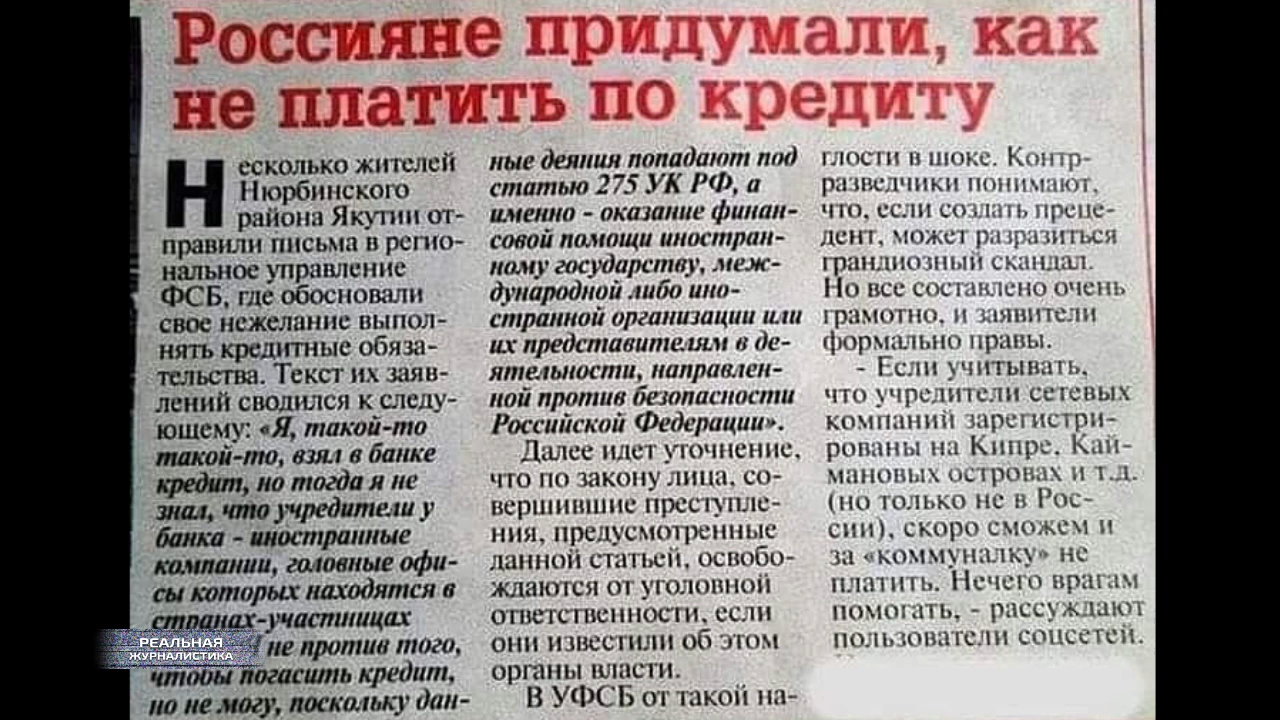 Россияне придумали, как
не платить по кредиту
Несколько жителей
Нюрбинского
района Якутии от-
правили письма в регио-
нальное управление
ФСБ, где обосновали
свое нежелание выпол-
нять кредитные обяза-
тельства. Текст их заяв-
лений сводился к следу-
ющему: «Я, такой-то
такой-то, взял в банке
кредит, но тогда я не
знал, что учредители у
банка - иностранные
компании, головные офи-
сы которых находятся в
странах-участницах
не против того,
чтобы погасить кредит,
но не могу, поскольку дан-
ные деяния попадают под
статью 275 УК РФ, а
именно - оказание финан-
совой помощи иностран-
ному государству, меж-
дународной либо ино-
странной организации или
их представителям в де-
ятельности, направлен-
ной против безопасности
Российской Федерации».
Далее идет уточнение,
что по закону лица, со-
вершившие преступле-
ния, предусмотренные
данной статьей, освобо-
ждаются от уголовной
ответственности, если
они известили об этом
органы власти.
В УФСБ от такой на-
глости в шоке. Контр-
разведчики понимают,
что, если создать преце-
дент, может разразиться
грандиозный скандал.
Но все составлено очень
грамотно, и заявители
формально правы.
- Если учитывать,
что учредители сетевых
компаний зарегистри-
рованы на Кипре, Кай-
мановых островах и т.д.
(но только не в Рос-
сии), скоро сможем и
за «коммуналку» не
платить. Нечего врагам
помогать, - рассуждают
пользователи соцсетей.
РЕАЛЬНАЯ
ЖУРНАЛИСТИКА